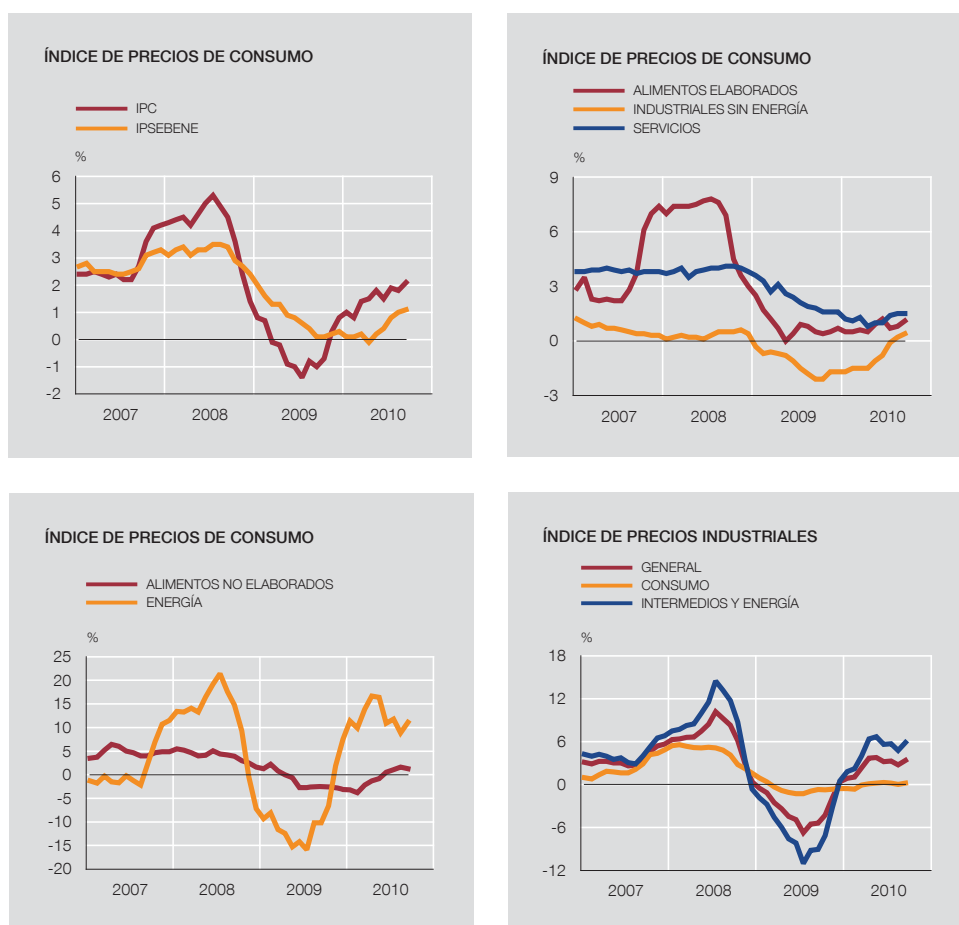 ÍNDICE DE PRECIOS DE CONSUMO
IPC
IPSEBENE
%
6
5
4
3
2
1
0
-1
-2
2007 2008 2009 2010
ÍNDICE DE PRECIOS DE CONSUMO
ALIMENTOS ELABORADOS
INDUSTRIALES SIN ENERGÍA
SERVICIOS
%
9
6
3
0
-3
2007 2008 2009 2010
ÍNDICE DE PRECIOS DE CONSUMO
ALIMENTOS NO ELABORADOS
ENERGÍA
%
25
20
15
10
5
0
-5
-10
-15
-20
2007 2008 2009 2010
ÍNDICE DE PRECIOS INDUSTRIALES
GENERAL
CONSUMO
INTERMEDIOS Y ENERGÍA
%
18
12
6
0
-6
-12
2007 2008 2009 2010